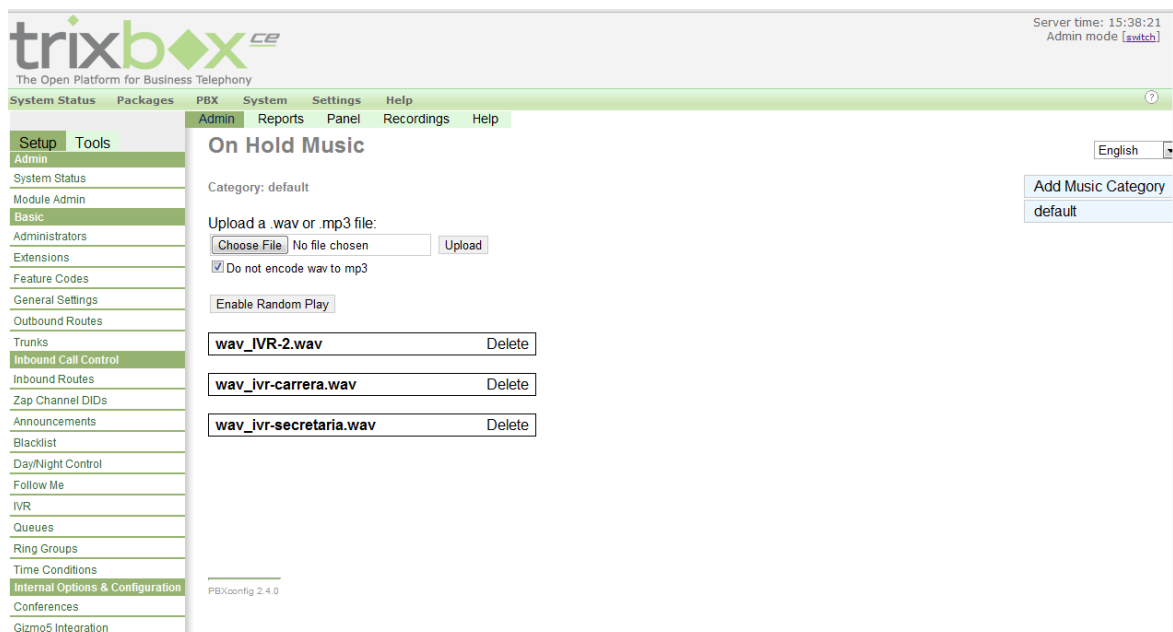 trixbox ce
The Open Platform for Business Telephony
Server time: 15:38:21
Admin mode [switch]
System Status Packages PBX System Settings Help ?
Admin Reports Panel Recordings Help
Setup Tools
Admin
System Status
Module Admin
Basic
Administrators
Extensions
Feature Codes
General Settings
Outbound Routes
Trunks
Inbound Call Control
Inbound Routes
Zap Channel DIDs
Announcements
Blacklist
Day/Night Control
Follow Me
IVR
Queues
Ring Groups
Time Conditions
Internal Options & Configuration
Conferences
Gizmo5 Integration
On Hold Music
Category: default
Upload a .wav or .mp3 file:
Choose File No file chosen Upload
Do not encode wav to mp3
Enable Random Play
wav_IVR-2.wav Delete
wav_ivr-carrera.wav Delete
wav_ivr-secretaria.wav Delete
PBXconfig 2.4.0
English
Add Music Category
default